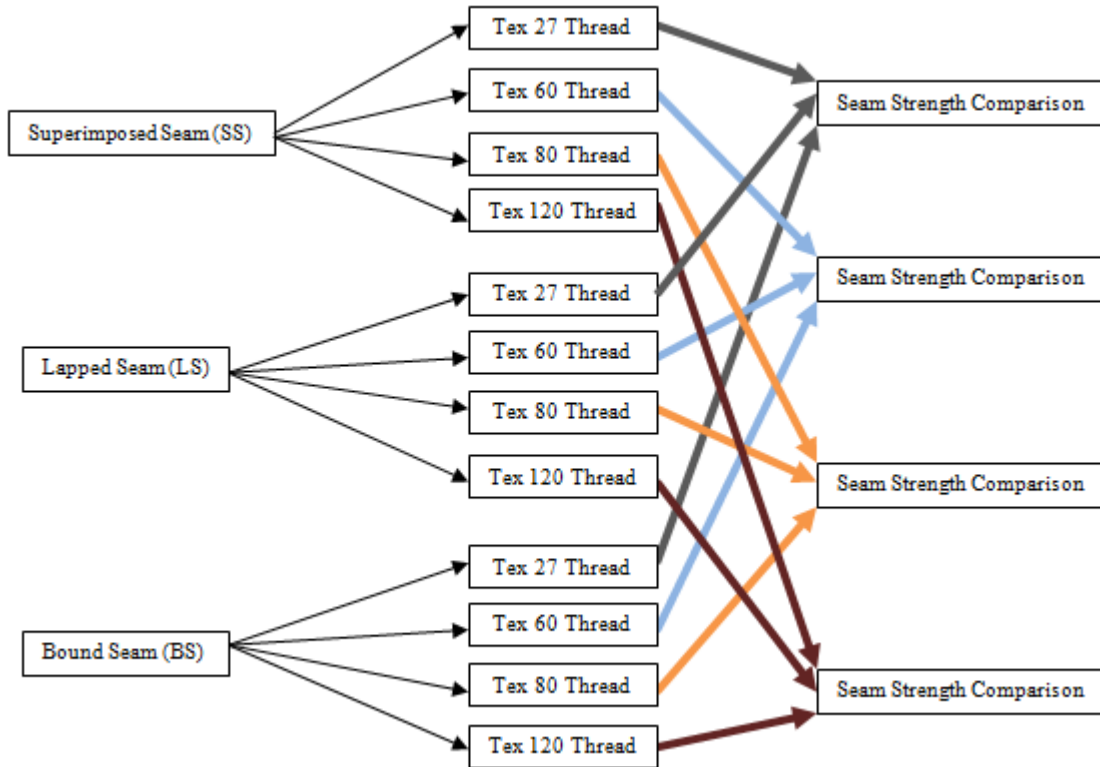 Superimposed Seam (SS)
Tex 27 Thread
Tex 60 Thread
Tex 80 Thread
Tex 120 Thread
Lapped Seam (LS)
Tex 27 Thread
Tex 60 Thread
Tex 80 Thread
Tex 120 Thread
Bound Seam (BS)
Tex 27 Thread
Tex 60 Thread
Tex 80 Thread
Tex 120 Thread
Seam Strength Comparison
Seam Strength Comparison
Seam Strength Comparison
Seam Strength Comparison